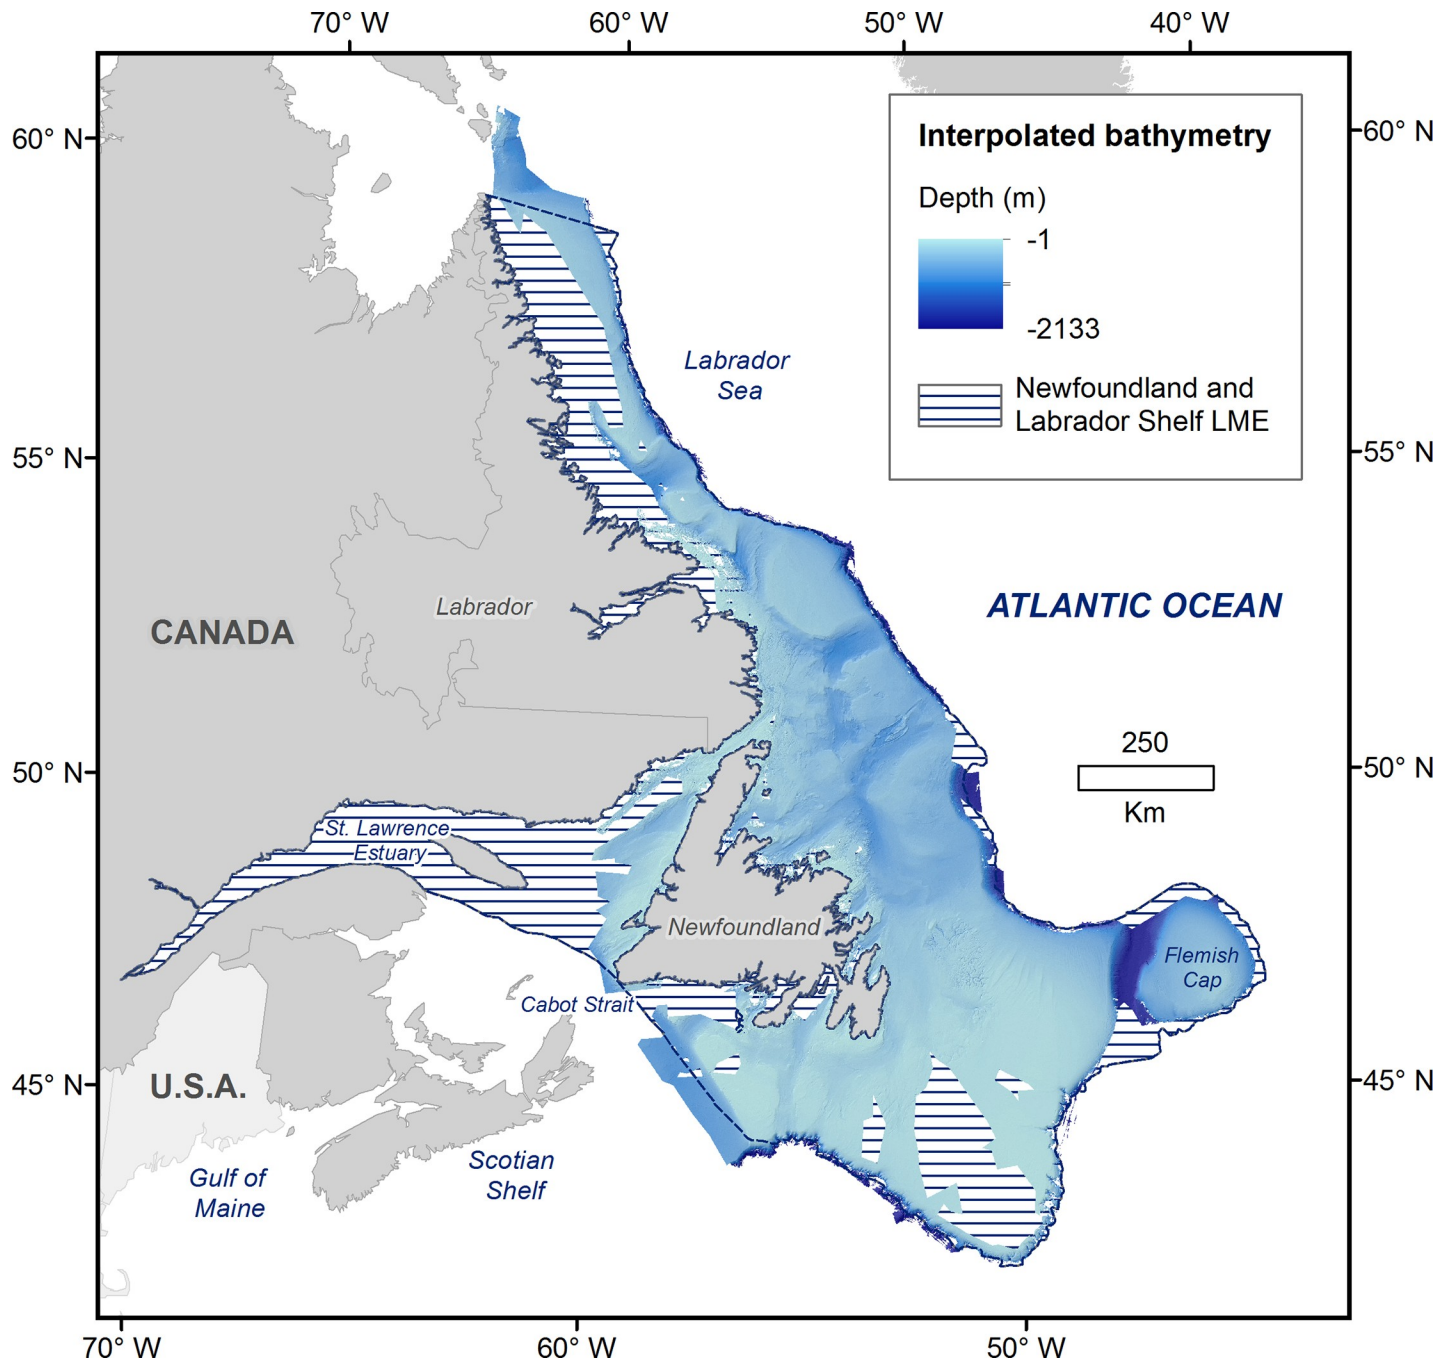 70° W 60° W 50° W 40° W
60° N 60° N
Interpolated bathymetry
Depth (m)
-1
-2133
Newfoundland and
Labrador Shelf LME
Labrador
Sea
55° N 55° N
ATLANTIC OCEAN
Labrador
CANADA
250
Km
50° N 50° N
St. Lawrence
Estuary
Newfoundland
Flemish
Cap
Cabot Strait
45° N 45° N
U.S.A.
Gulf of
Maine
Scotian
Shelf
70° W 60° W 50° W